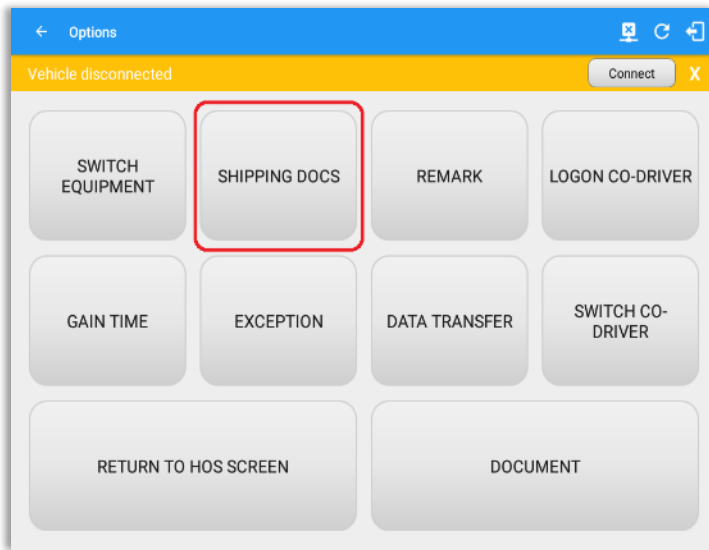 Options
Vehicle disconnected
Connect
X
SWITCH
EQUIPMENT
SHIPPING DOCS
REMARK
LOGON CO-DRIVER
GAIN TIME
EXCEPTION
DATA TRANSFER
SWITCH CO-
DRIVER
RETURN TO HOS SCREEN
DOCUMENT